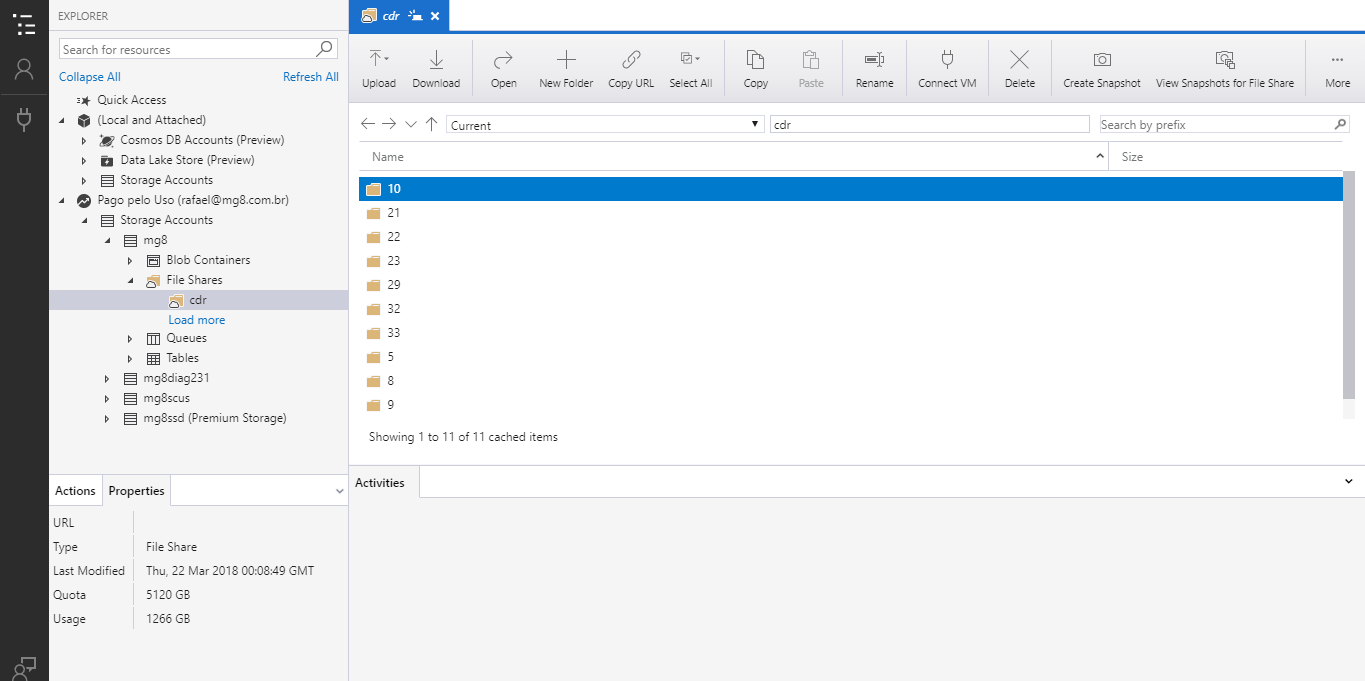 EXPLORER
Search for resources
Collapse All Refresh All
Quick Access
(Local and Attached)
Cosmos DB Accounts (Preview)
Data Lake Store (Preview)
Storage Accounts
Pago pelo Uso (rafael@mg8.com.br)
Storage Accounts
mg8
Blob Containers
File Shares
cdr
Load more
Queues
Tables
mg8diag231
mg8scus
mg8ssd (Premium Storage)
Actions Properties
URL
Type File Share
Last Modified Thu, 22 Mar 2018 00:08:49 GMT
Quota 5120 GB
Usage 1266 GB
cdr
Upload Download Open New Folder Copy URL Select All Copy Paste Rename Connect VM Delete Create Snapshot View Snapshots for File Share More
Current cdr Search by prefix
Name Size
10
21
22
23
29
32
33
5
8
9
Showing 1 to 11 of 11 cached items
Activities